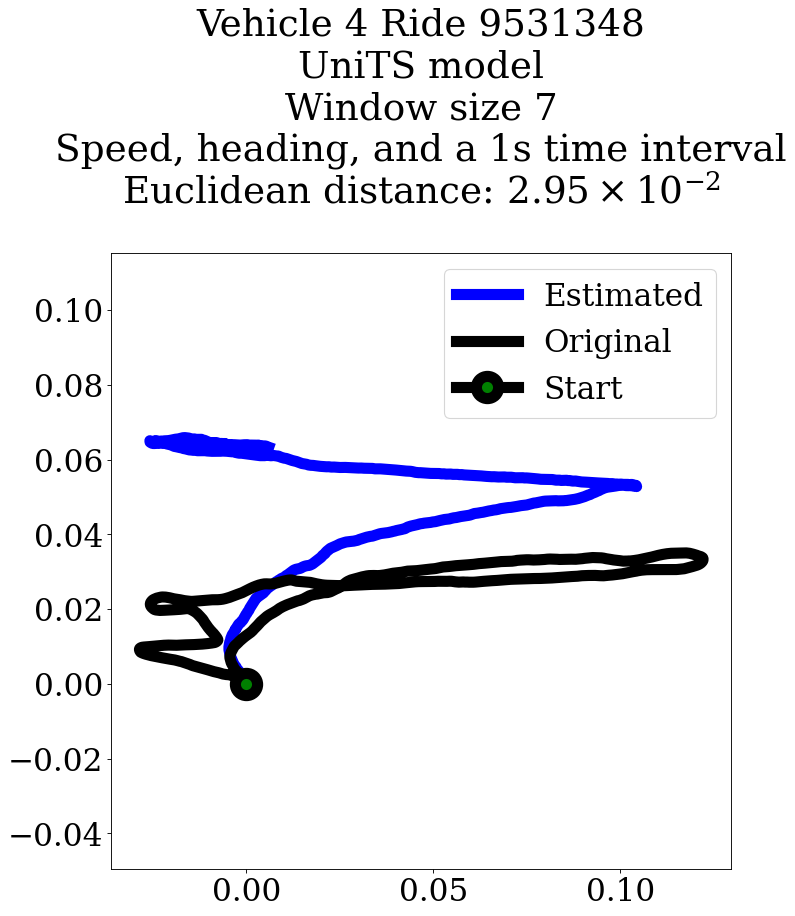 Vehicle 4 Ride 9531348
UniTS model
Window size 7
Speed, heading, and a 1s time interval
Euclidean distance: 2.95 × 10⁻²
Estimated
Original
Start
0.10
0.08
0.06
0.04
0.02
0.00
−0.02
−0.04
0.00 0.05 0.10